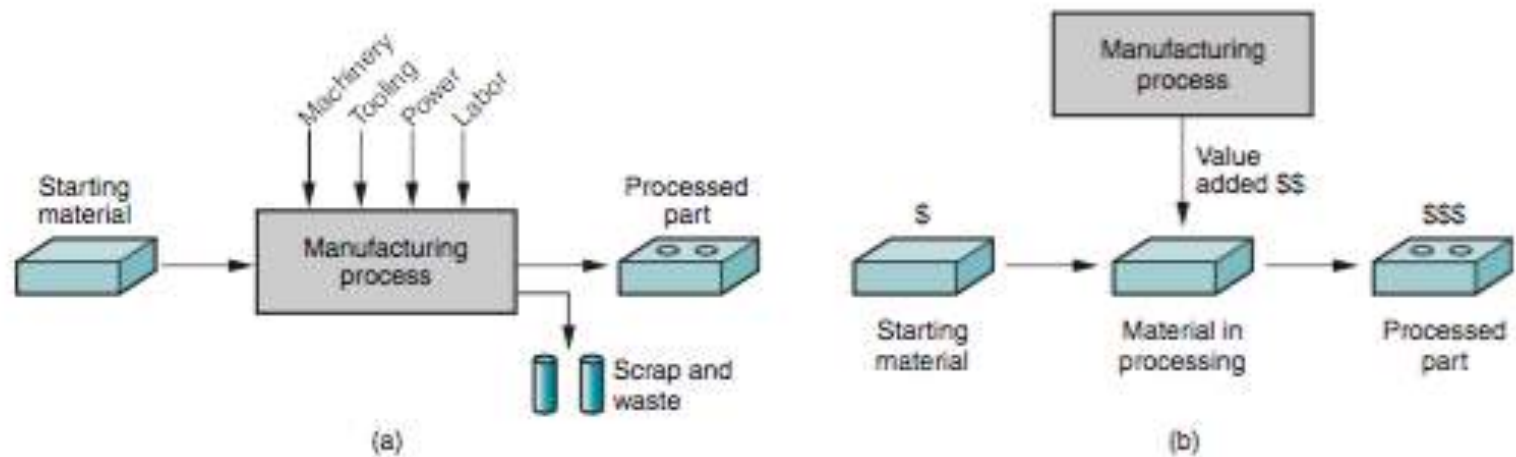 Machinery
Tooling
Power
Labor
Starting
material
Manufacturing
process
Processed
part
Scrap and
waste
(a)
Manufacturing
process
Value
added $$
$
$$$
Starting
material
Material in
processing
Processed
part
(b)